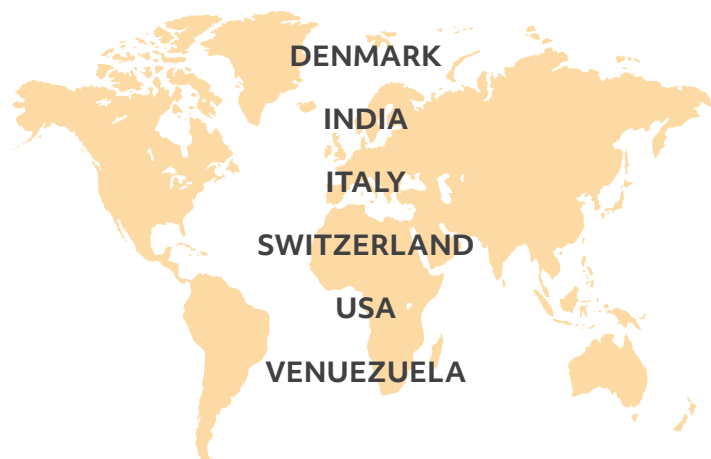 DENMARK
INDIA
ITALY
SWITZERLAND
USA
VENUEZUELA